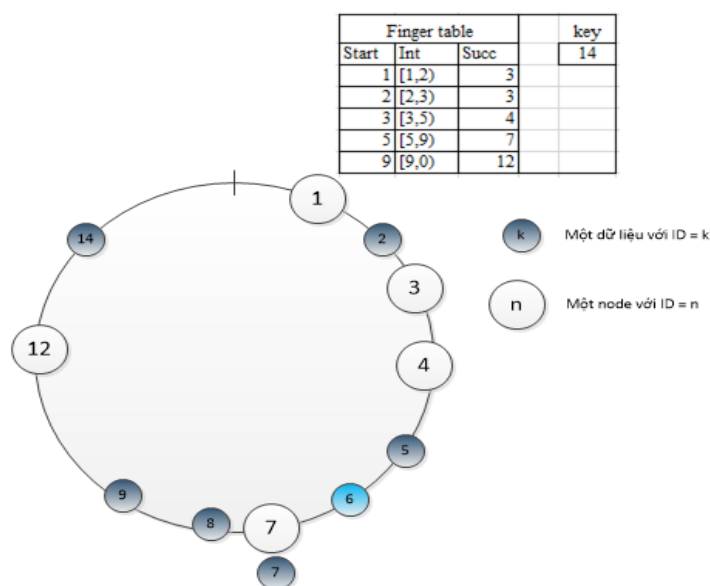 Finger table key
Start Int Succ 14
1 [1,2) 3
2 [2,3) 3
3 [3,5) 4
5 [5,9) 7
9 [9,0) 12
1
14
2
k Một dữ liệu với ID = k
3
n Một node với ID = n
12
4
5
9
6
8
7
7